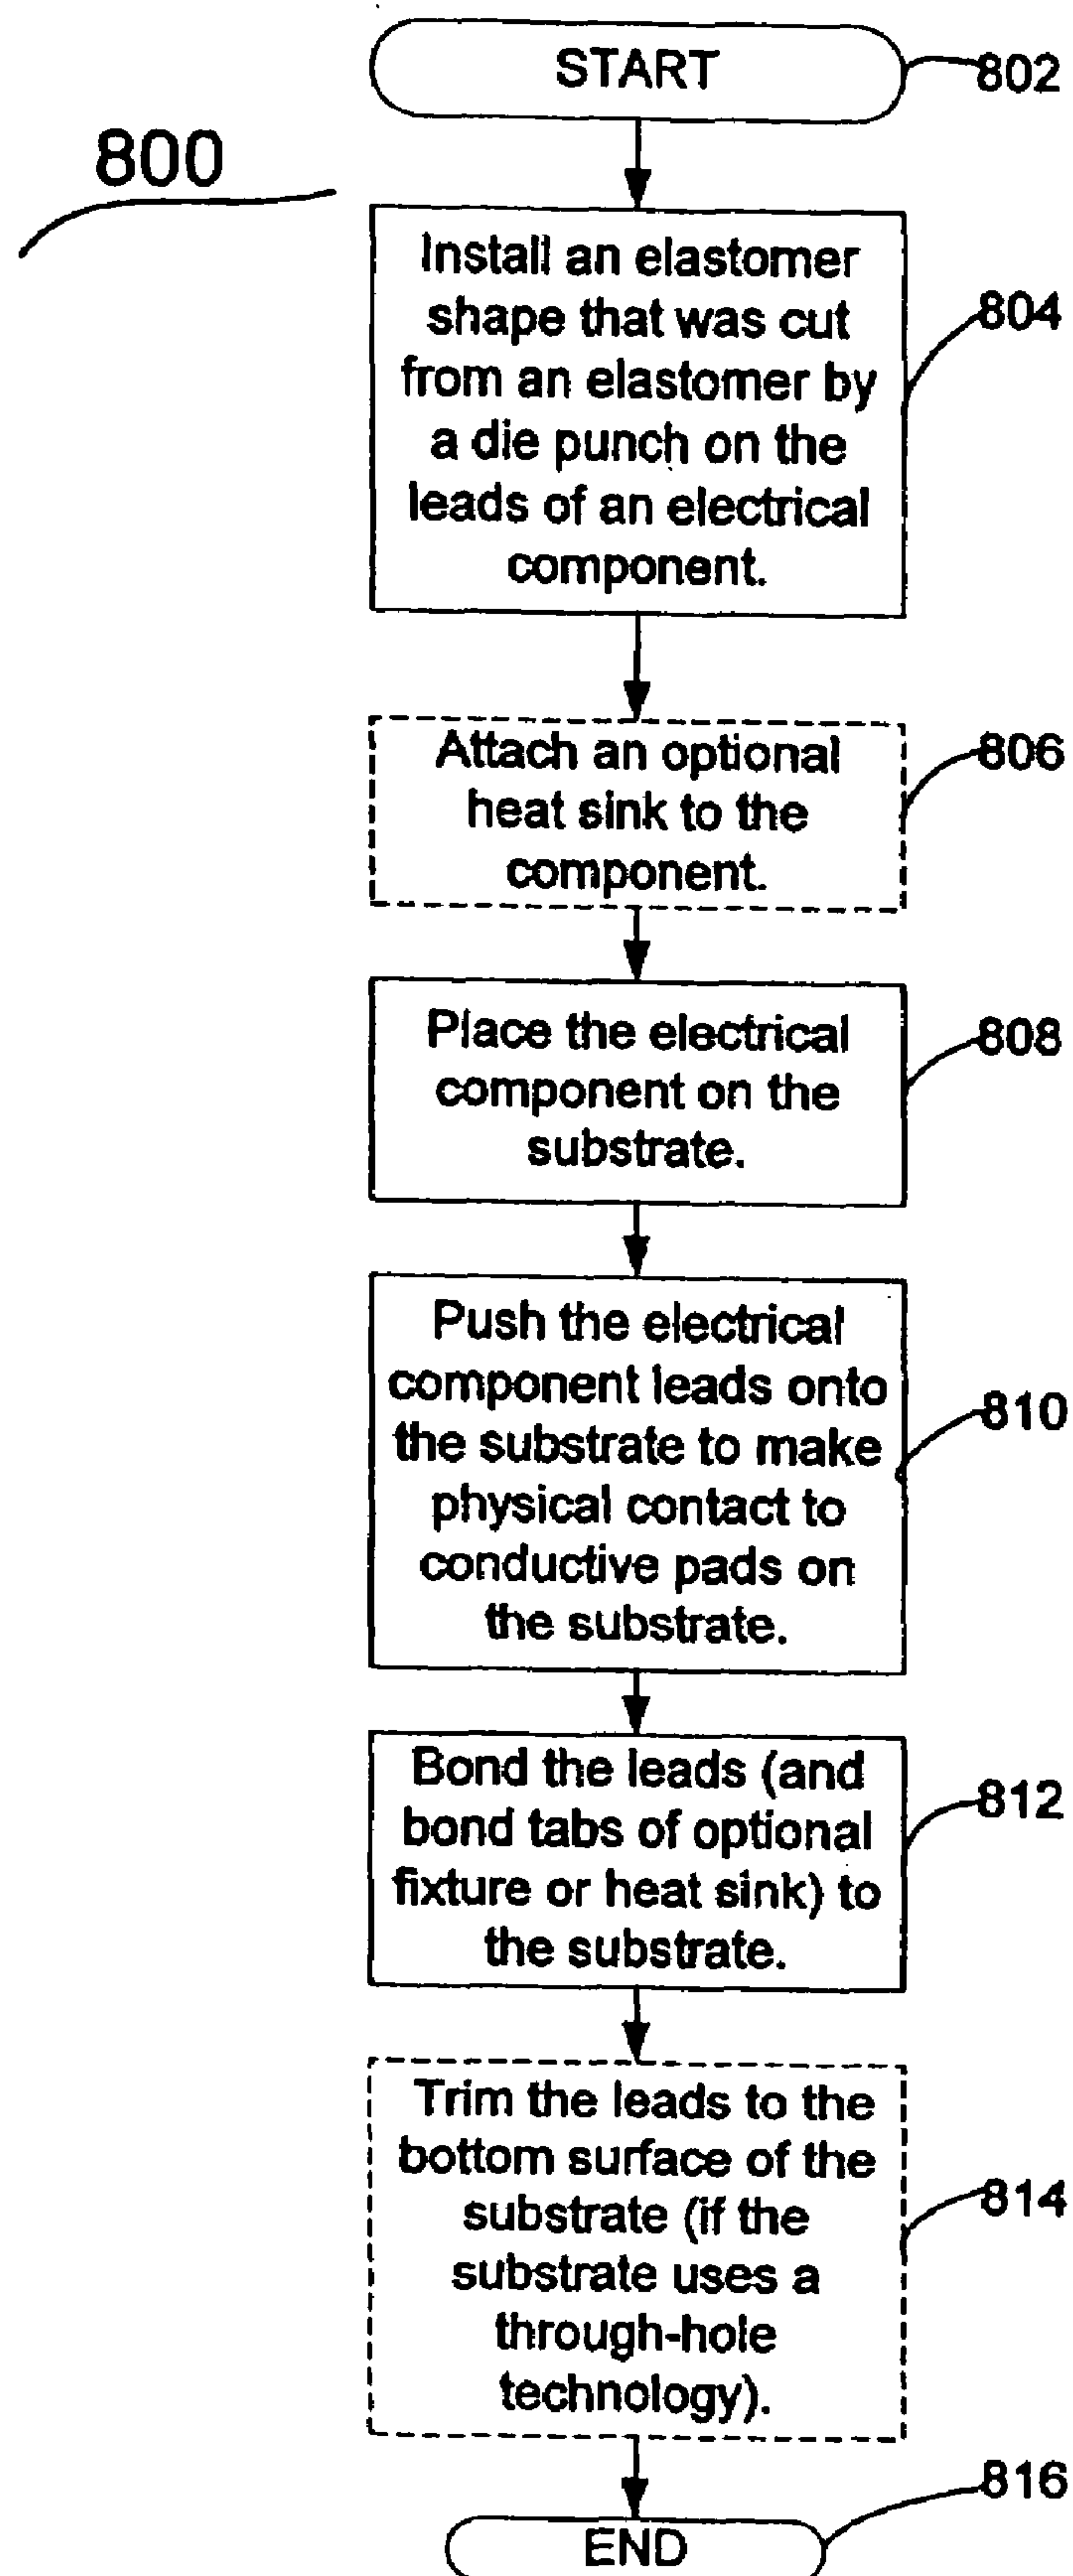 START
802
800
Install an elastomer
shape that was cut
from an elastomer by
a die punch on the
leads of an electrical
component.
804
Attach an optional
heat sink to the
component.
806
Place the electrical
component on the
substrate.
808
Push the electrical
component leads onto
the substrate to make
physical contact to
conductive pads on
the substrate.
810
Bond the leads (and
bond tabs of optional
fixture or heat sink) to
the substrate.
812
Trim the leads to the
bottom surface of the
substrate (if the
substrate uses a
through-hole
technology).
814
816
END